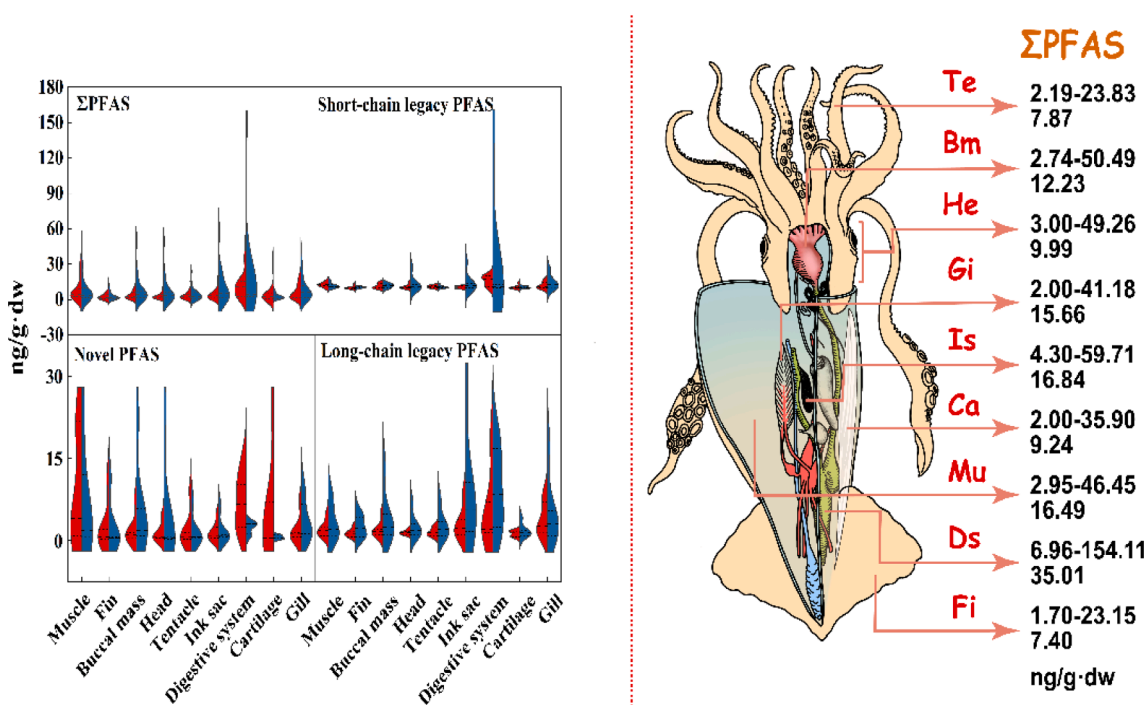 ΣPFAS
Short-chain legacy PFAS
Novel PFAS
Long-chain legacy PFAS
ng/g·dw
180
150
120
90
60
30
0
-30
30
15
0
Muscle
Fin
Buccal mass
Head
Tentacle
Ink sac
Digestive system
Cartilage
Gill
Muscle
Fin
Buccal mass
Head
Tentacle
Ink sac
Digestive system
Cartilage
Gill
ΣPFAS
Te
2.19-23.83
7.87
Bm
2.74-50.49
12.23
He
3.00-49.26
9.99
Gi
2.00-41.18
15.66
Is
4.30-59.71
16.84
Ca
2.00-35.90
9.24
Mu
2.95-46.45
16.49
Ds
6.96-154.11
35.01
Fi
1.70-23.15
7.40
ng/g·dw